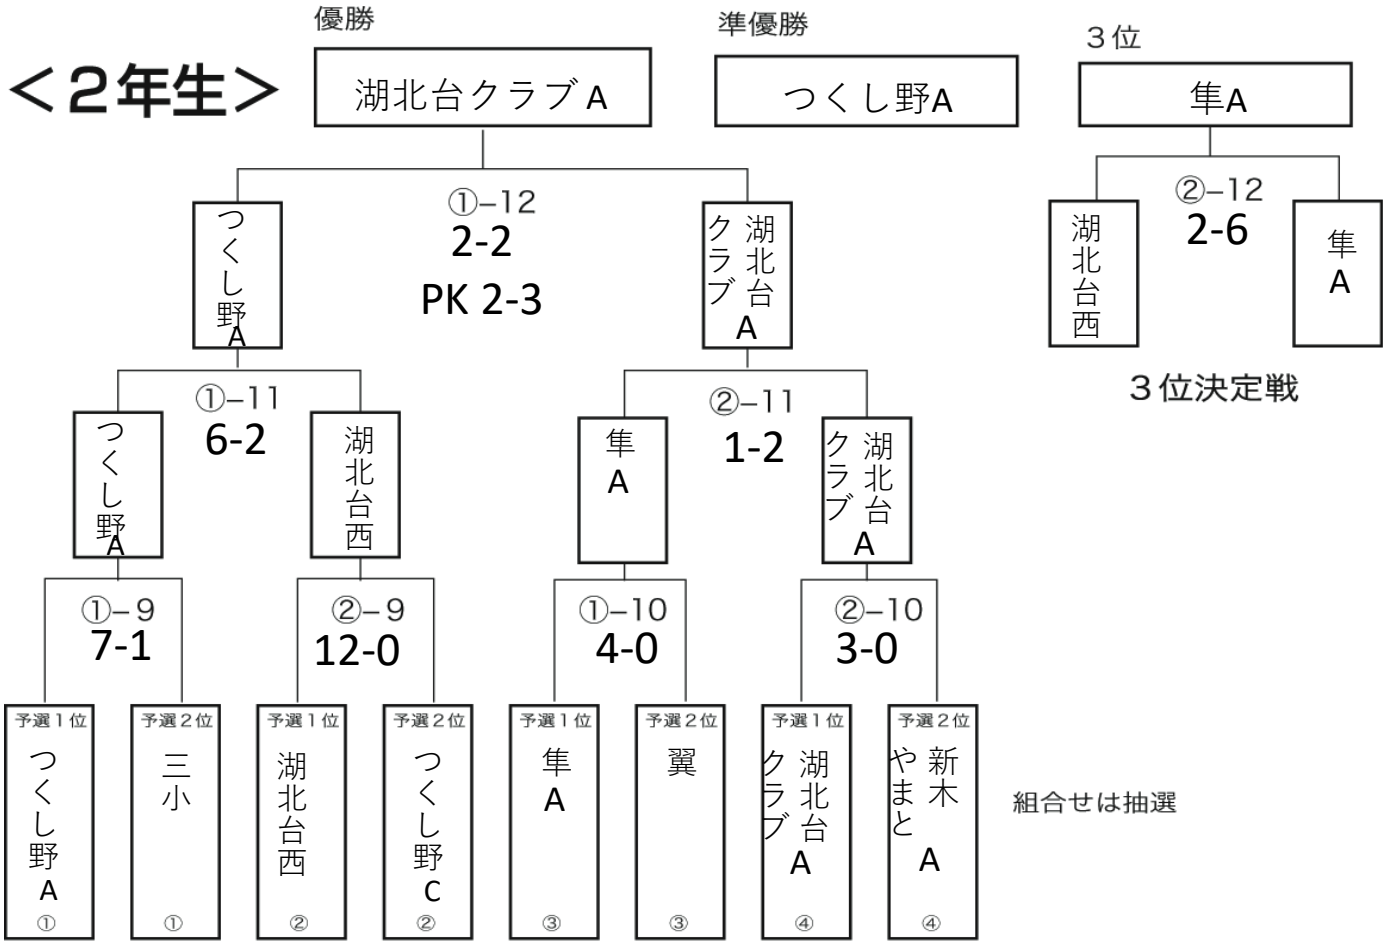 ＜２年生＞
優勝
湖北台クラブ A
準優勝
つくし野A
３位
隼A
①−12
2-2
PK 2-3
つくし野A
湖北台クラブ A
②−12
2-6
湖北台西
隼A
３位決定戦
①−11
6-2
つくし野A
湖北台西
②−11
1-2
隼A
湖北台クラブ A
①−９
7-1
②−９
12-0
①−10
4-0
②−10
3-0
予選１位
つくし野A
①
予選２位
三小
①
予選１位
湖北台西
②
予選２位
つくし野C
②
予選１位
隼A
③
予選２位
翼
③
予選１位
湖北台クラブ A
④
予選２位
新木やまと A
④
組合せは抽選